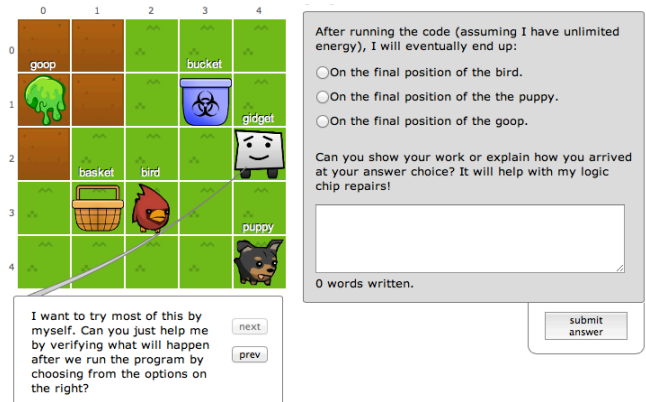 0 1 2 3 4
0
goop bucket
1
gidget
2
basket bird
3
puppy
4
I want to try most of this by
myself. Can you just help me
by verifying what will happen
after we run the program by
choosing from the options on
the right?
next
prev
After running the code (assuming I have unlimited
energy), I will eventually end up:
On the final position of the bird.
On the final position of the the puppy.
On the final position of the goop.
Can you show your work or explain how you arrived
at your answer choice? It will help with my logic
chip repairs!
0 words written.
submit
answer